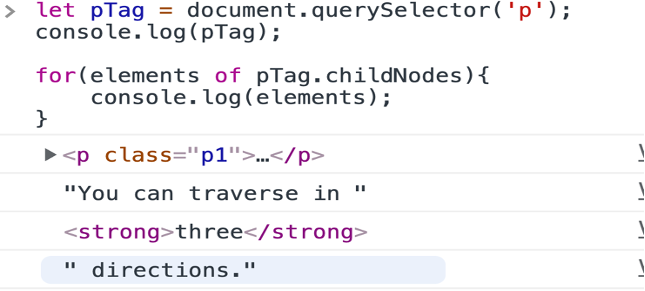 > let pTag = document.querySelector('p');
console.log(pTag);
for(elements of pTag.childNodes){
console.log(elements);
}
▶<p class="p1">…</p>
"You can traverse in "
<strong>three</strong>
" directions."